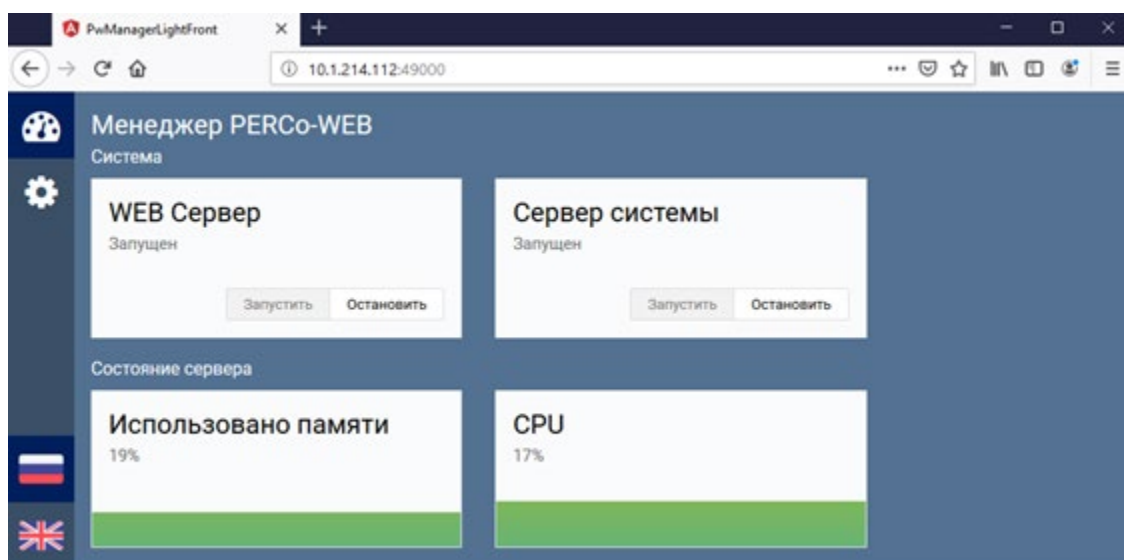 PwManagerLightFront
10.1.214.112:49000
Менеджер PERCo-WEB
Система
WEB Сервер
Запущен
Запустить
Остановить
Сервер системы
Запущен
Запустить
Остановить
Состояние сервера
Использовано памяти
19%
CPU
17%